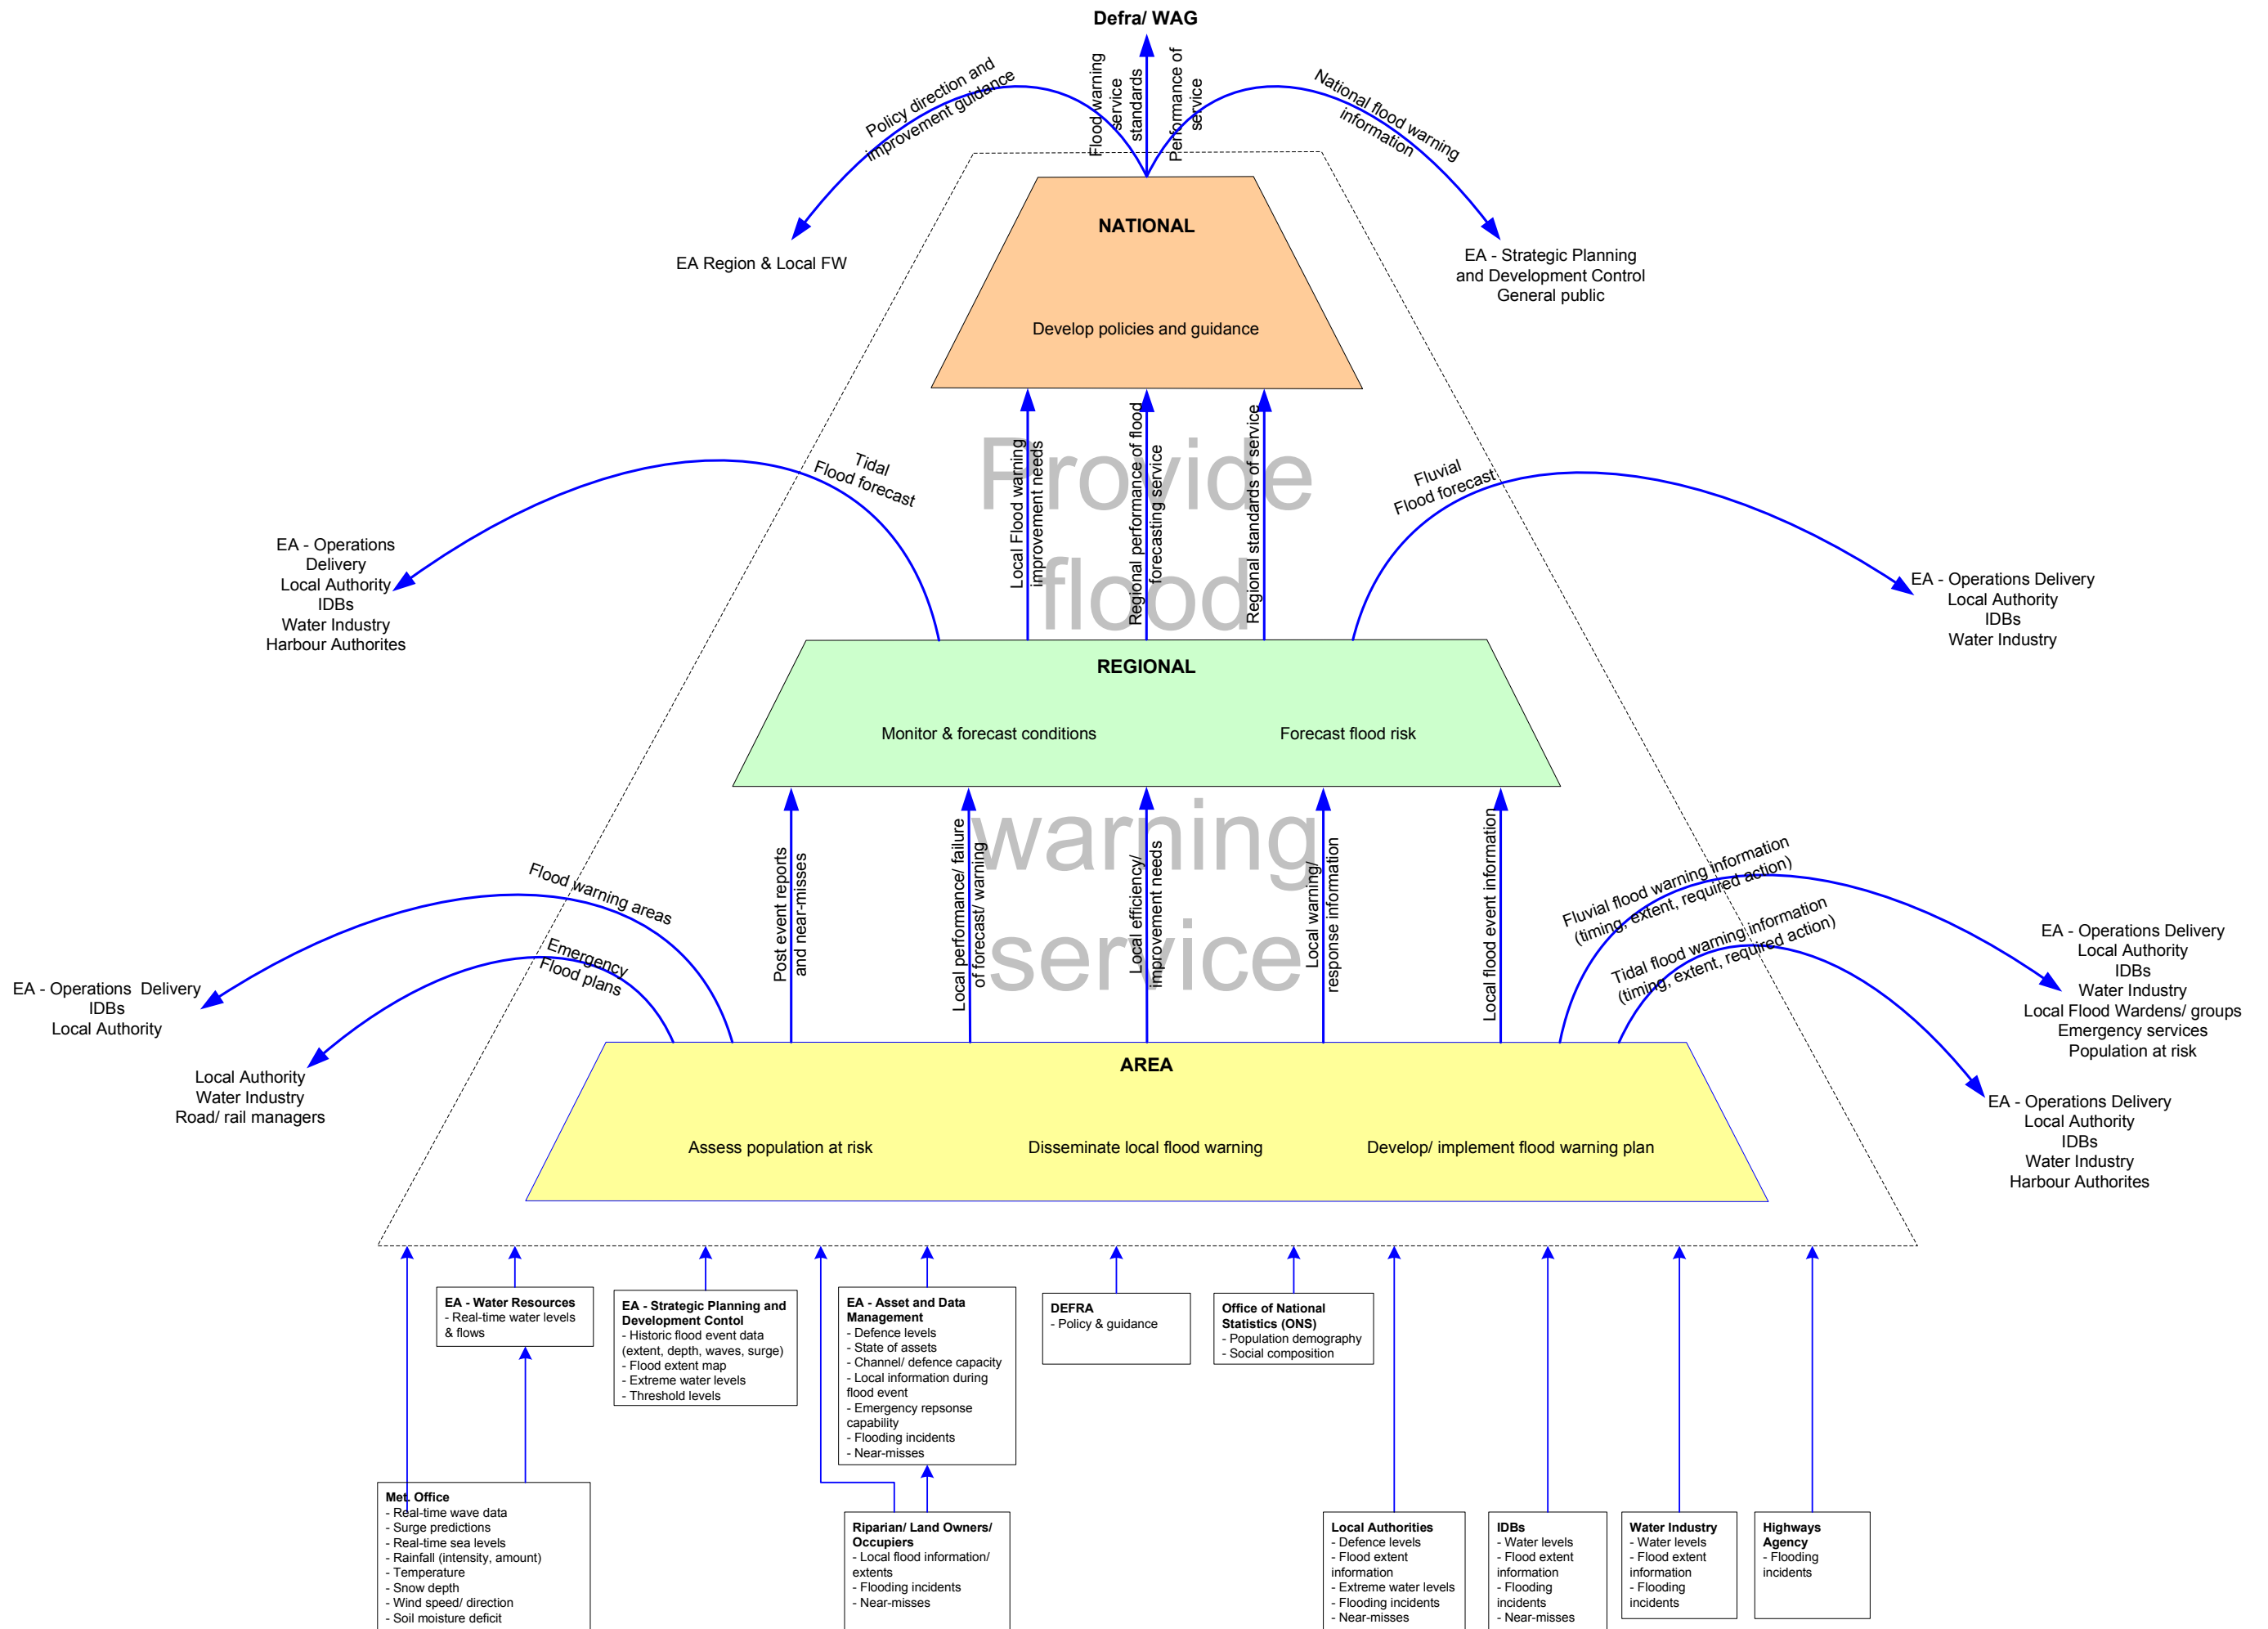 Defra/ WAG
Policy direction and
improvement guidance
Flood warning
service
standards
Performance of
service
National flood warning
information
EA Region & Local FW
NATIONAL
Develop policies and guidance
EA - Strategic Planning
and Development Control
General public
Provide
flood
warning
service
Tidal
Flood forecast
Local Flood warning
improvement needs
Regional performance of flood
forecasting service
Regional standards of service
Fluvial
Flood forecast
EA - Operations
Delivery
Local Authority
IDBs
Water Industry
Harbour Authorites
EA - Operations Delivery
Local Authority
IDBs
Water Industry
REGIONAL
Monitor & forecast conditions
Forecast flood risk
Flood warning areas
Emergency
Flood plans
Post event reports
and near-misses
Local performance/ failure
of forecast/ warning
Local efficiency/
improvement needs
Local warning/
response information
Local flood event information
Fluvial flood warning information
(timing, extent, required action)
Tidal flood warning information
(timing, extent, required action)
EA - Operations  Delivery
IDBs
Local Authority
Local Authority
Water Industry
Road/ rail managers
EA - Operations Delivery
Local Authority
IDBs
Water Industry
Local Flood Wardens/ groups
Emergency services
Population at risk
EA - Operations Delivery
Local Authority
IDBs
Water Industry
Harbour Authorites
AREA
Assess population at risk
Disseminate local flood warning
Develop/ implement flood warning plan
EA - Water Resources
- Real-time water levels
& flows
EA - Strategic Planning and
Development Contol
- Historic flood event data
(extent, depth, waves, surge)
- Flood extent map
- Extreme water levels
- Threshold levels
EA - Asset and Data
Management
- Defence levels
- State of assets
- Channel/ defence capacity
- Local information during
flood event
- Emergency repsonse
capability
- Flooding incidents
- Near-misses
DEFRA
- Policy & guidance
Office of National
Statistics (ONS)
- Population demography
- Social composition
Met. Office
- Real-time wave data
- Surge predictions
- Real-time sea levels
- Rainfall (intensity, amount)
- Temperature
- Snow depth
- Wind speed/ direction
- Soil moisture deficit
Riparian/ Land Owners/
Occupiers
- Local flood information/
extents
- Flooding incidents
- Near-misses
Local Authorities
- Defence levels
- Flood extent
information
- Extreme water levels
- Flooding incidents
- Near-misses
IDBs
- Water levels
- Flood extent
information
- Flooding
incidents
- Near-misses
Water Industry
- Water levels
- Flood extent
information
- Flooding
incidents
Highways
Agency
- Flooding
incidents